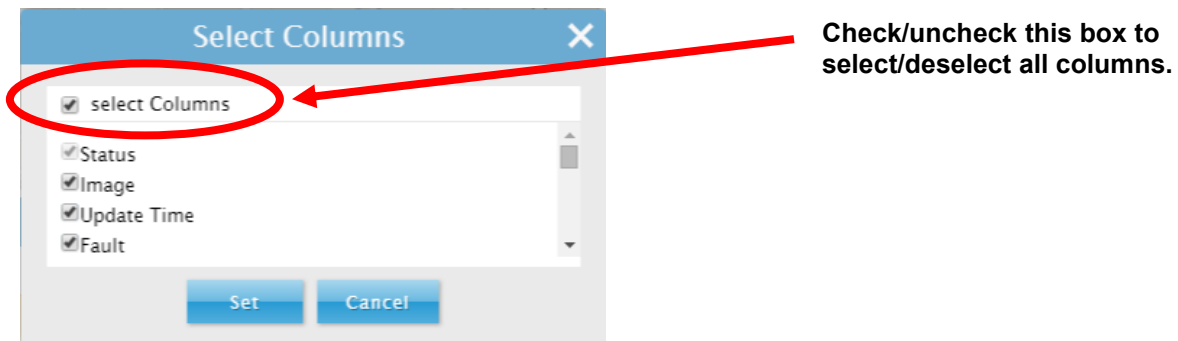 Select Columns
select Columns
Status
Image
Update Time
Fault
Set Cancel
Check/uncheck this box to
select/deselect all columns.